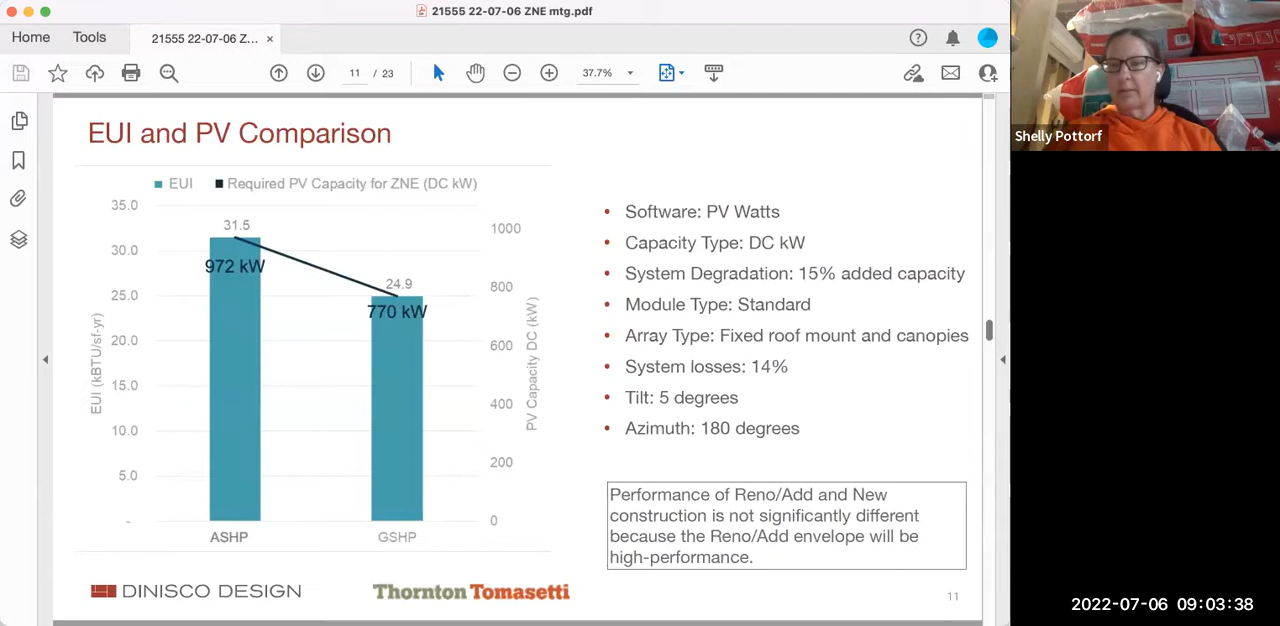 21555 22-07-06 ZNE mtg.pdf
Home Tools 21555 22-07-06 Z... ×
11 / 23 37.7%
EUI and PV Comparison
EUI Required PV Capacity for ZNE (DC kW)
35.0
30.0
25.0
20.0
15.0
10.0
5.0
-
EUI (kBTU/sf-yr)
31.5
972 kW
24.9
770 kW
1000
800
600
400
200
0
PV Capacity DC (kW)
ASHP GSHP
• Software: PV Watts
• Capacity Type: DC kW
• System Degradation: 15% added capacity
• Module Type: Standard
• Array Type: Fixed roof mount and canopies
• System losses: 14%
• Tilt: 5 degrees
• Azimuth: 180 degrees
Performance of Reno/Add and New
construction is not significantly different
because the Reno/Add envelope will be
high-performance.
DINISCO DESIGN
Thornton Tomasetti
11
Shelly Pottorf
2022-07-06 09:03:38